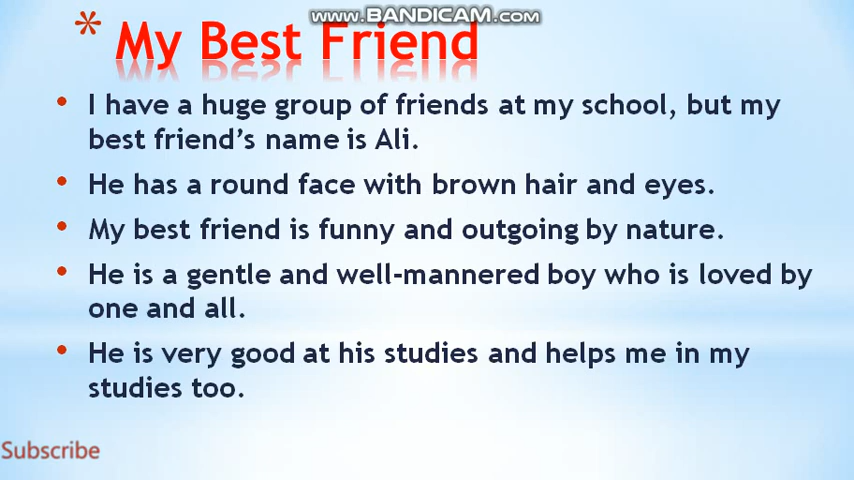 WWW.BANDICAM.COM
* My Best Friend
• I have a huge group of friends at my school, but my
best friend's name is Ali.
• He has a round face with brown hair and eyes.
• My best friend is funny and outgoing by nature.
• He is a gentle and well-mannered boy who is loved by
one and all.
• He is very good at his studies and helps me in my
studies too.
Subscribe